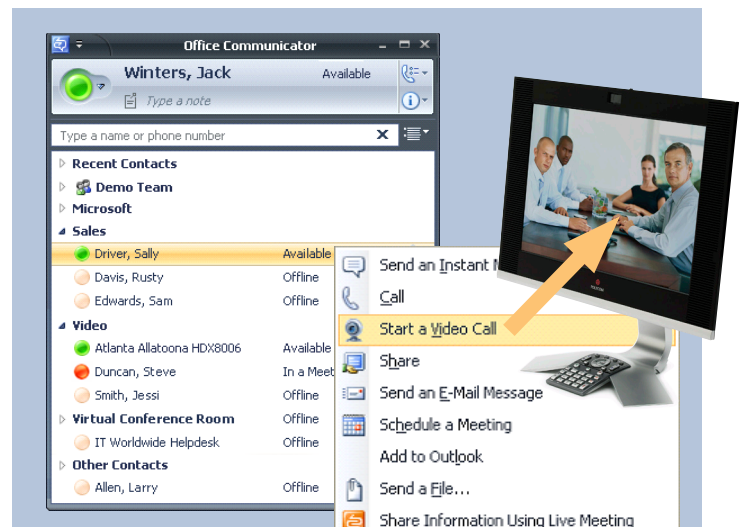 Office Communicator
Winters, Jack Available
Type a note
Type a name or phone number
Recent Contacts
Demo Team
Microsoft
Sales
Driver, Sally Available
Davis, Rusty Offline
Edwards, Sam Offline
Video
Atlanta Allatoona HDX8006 Available
Duncan, Steve In a Meet
Smith, Jessi Offline
Virtual Conference Room Offline
IT Worldwide Helpdesk Offline
Other Contacts
Allen, Larry Offline
Send an Instant
Call
Start a Video Call
Share
Send an E-Mail Message
Schedule a Meeting
Add to Outlook
Send a File...
Share Information Using Live Meeting